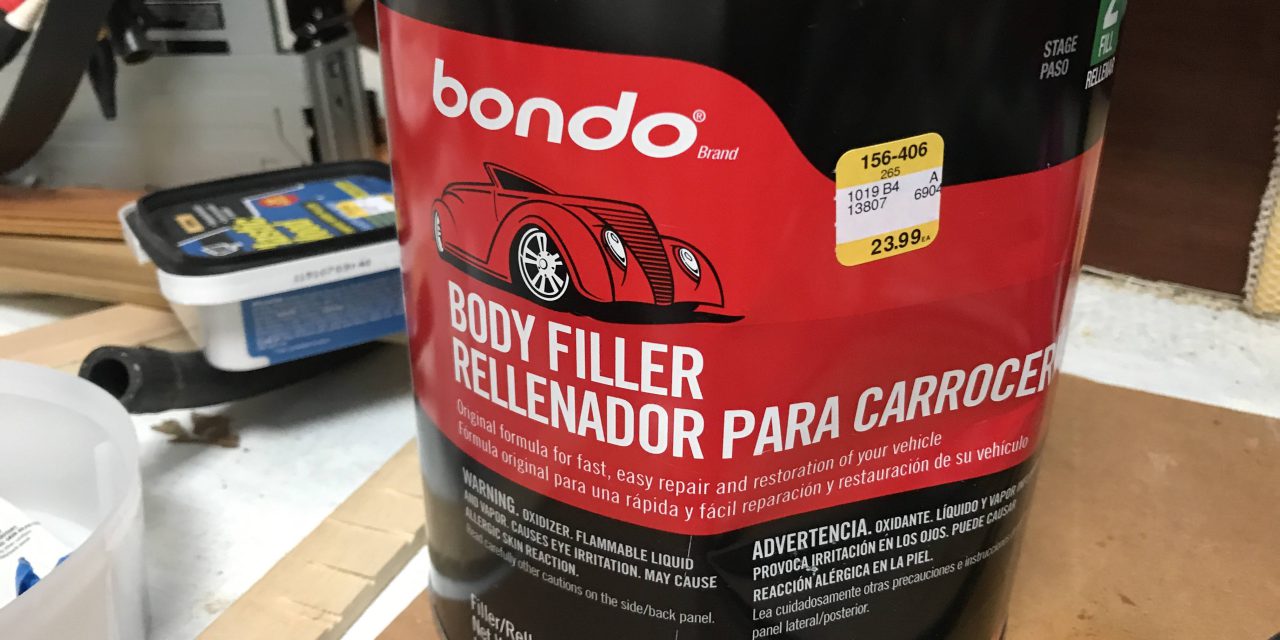 bondo®
Brand
STAGE
PASO
2
FILL
156-406
265
1019 B4 A
13807 6904
23.99 EA
BODY FILLER
RELLENADOR PARA CARROCER
Original formula for fast, easy repair and restoration of your vehicle
Fórmula original para una rápida y fácil reparación y restauración de su vehículo
WARNING. OXIDIZER. FLAMMABLE LIQUID
AND VAPOR. CAUSES EYE IRRITATION. MAY CAUSE
ALLERGIC SKIN REACTION.
Read carefully other cautions on the side/back panel.
ADVERTENCIA. OXIDANTE. LÍQUIDO Y VAPOR
PROVOCA IRRITACIÓN EN LOS OJOS. PUEDE CAUSAR
REACCIÓN ALÉRGICA EN LA PIEL.
Lea cuidadosamente otras precauciones e
panel lateral/posterior.
Filler/Rell
Net